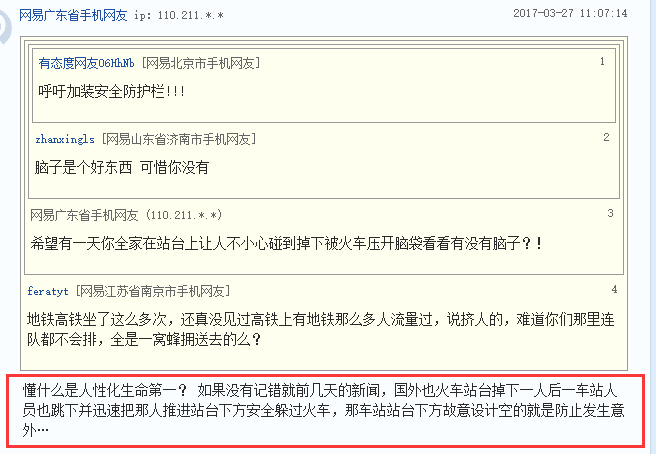 网易广东省手机网友 ip: 110.211.*.* 2017-03-27 11:07:14
有态度网友06HhNb [网易北京市手机网友] 1
呼吁加装安全防护栏!!!
zhanxingls [网易山东省济南市手机网友] 2
脑子是个好东西 可惜你没有
网易广东省手机网友 (110.211.*.*) 3
希望有一天你全家在站台上让人不小心碰到掉下被火车压开脑袋看看有没有脑子？！
feratyt [网易江苏省南京市手机网友] 4
地铁高铁坐了这么多次，还真没见过高铁上有地铁那么多人流量过，说挤人的，难道你们那里连
队都不会排，全是一窝蜂拥送去的么？
懂什么是人性化生命第一？ 如果没有记错就前几天的新闻，国外也火车站台掉下一人后一车站人
员也跳下并迅速把那人推进站台下方安全躲过火车，那车站站台下方故意设计空的就是防止发生意
外…